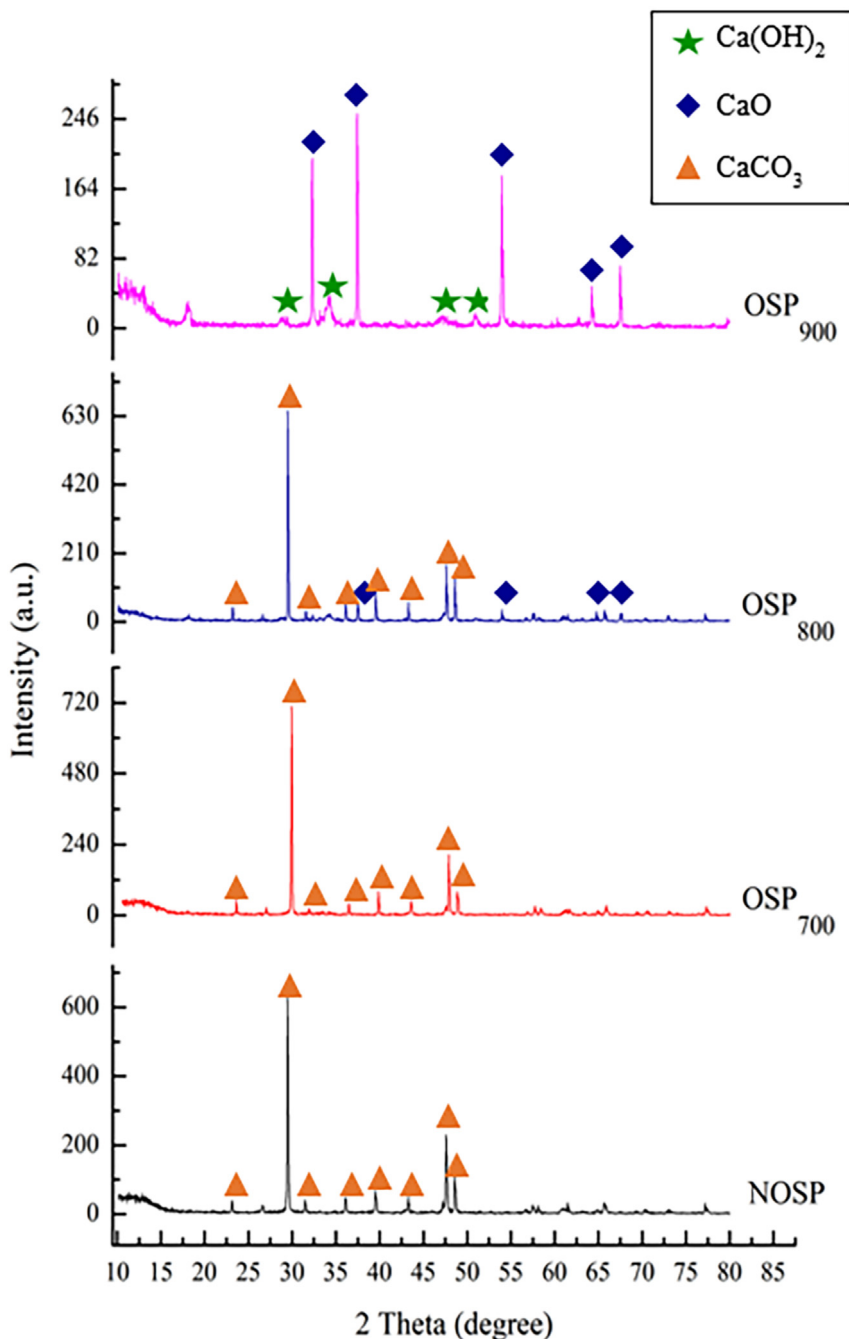 Ca(OH)₂
CaO
CaCO₃
246
164
82
0
OSP₉₀₀
630
420
210
0
OSP₈₀₀
720
480
240
0
OSP₇₀₀
600
400
200
0
NOSP
Intensity (a.u.)
10 15 20 25 30 35 40 45 50 55 60 65 70 75 80 85
2 Theta (degree)